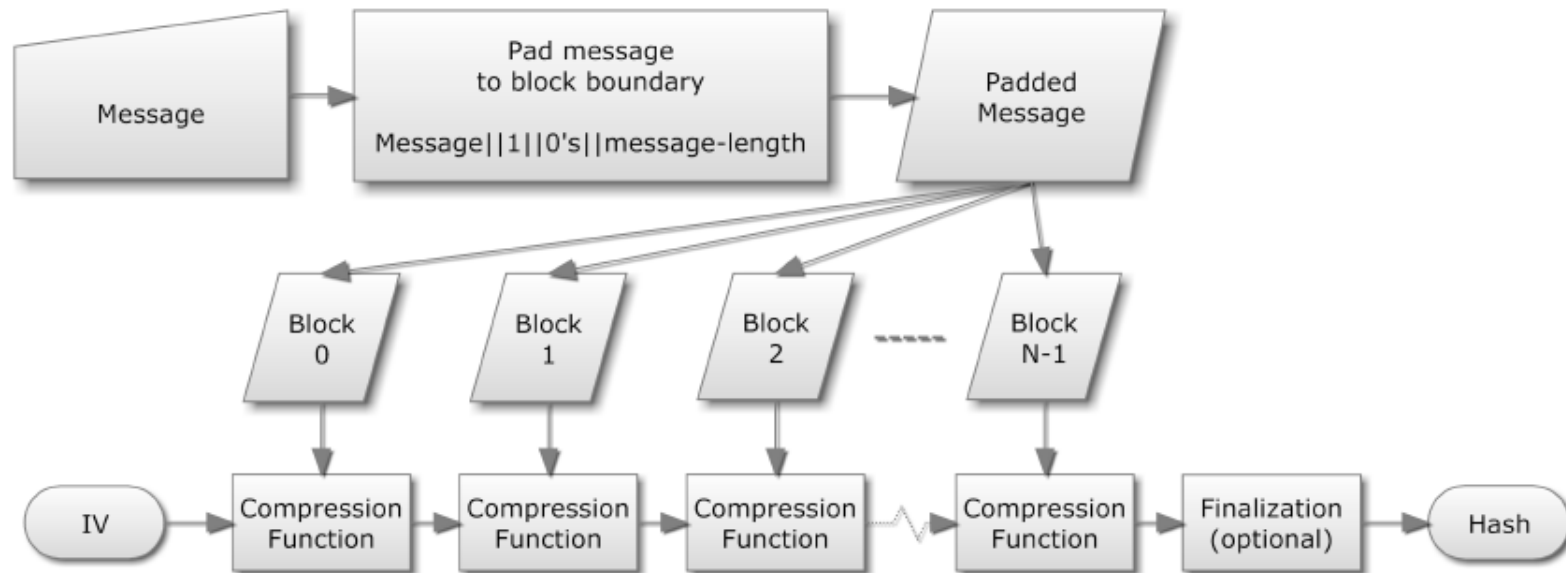 Message
Pad message
to block boundary
Message||1||0's||message-length
Padded
Message
Block
0
Block
1
Block
2
Block
N-1
IV
Compression
Function
Compression
Function
Compression
Function
Compression
Function
Finalization
(optional)
Hash